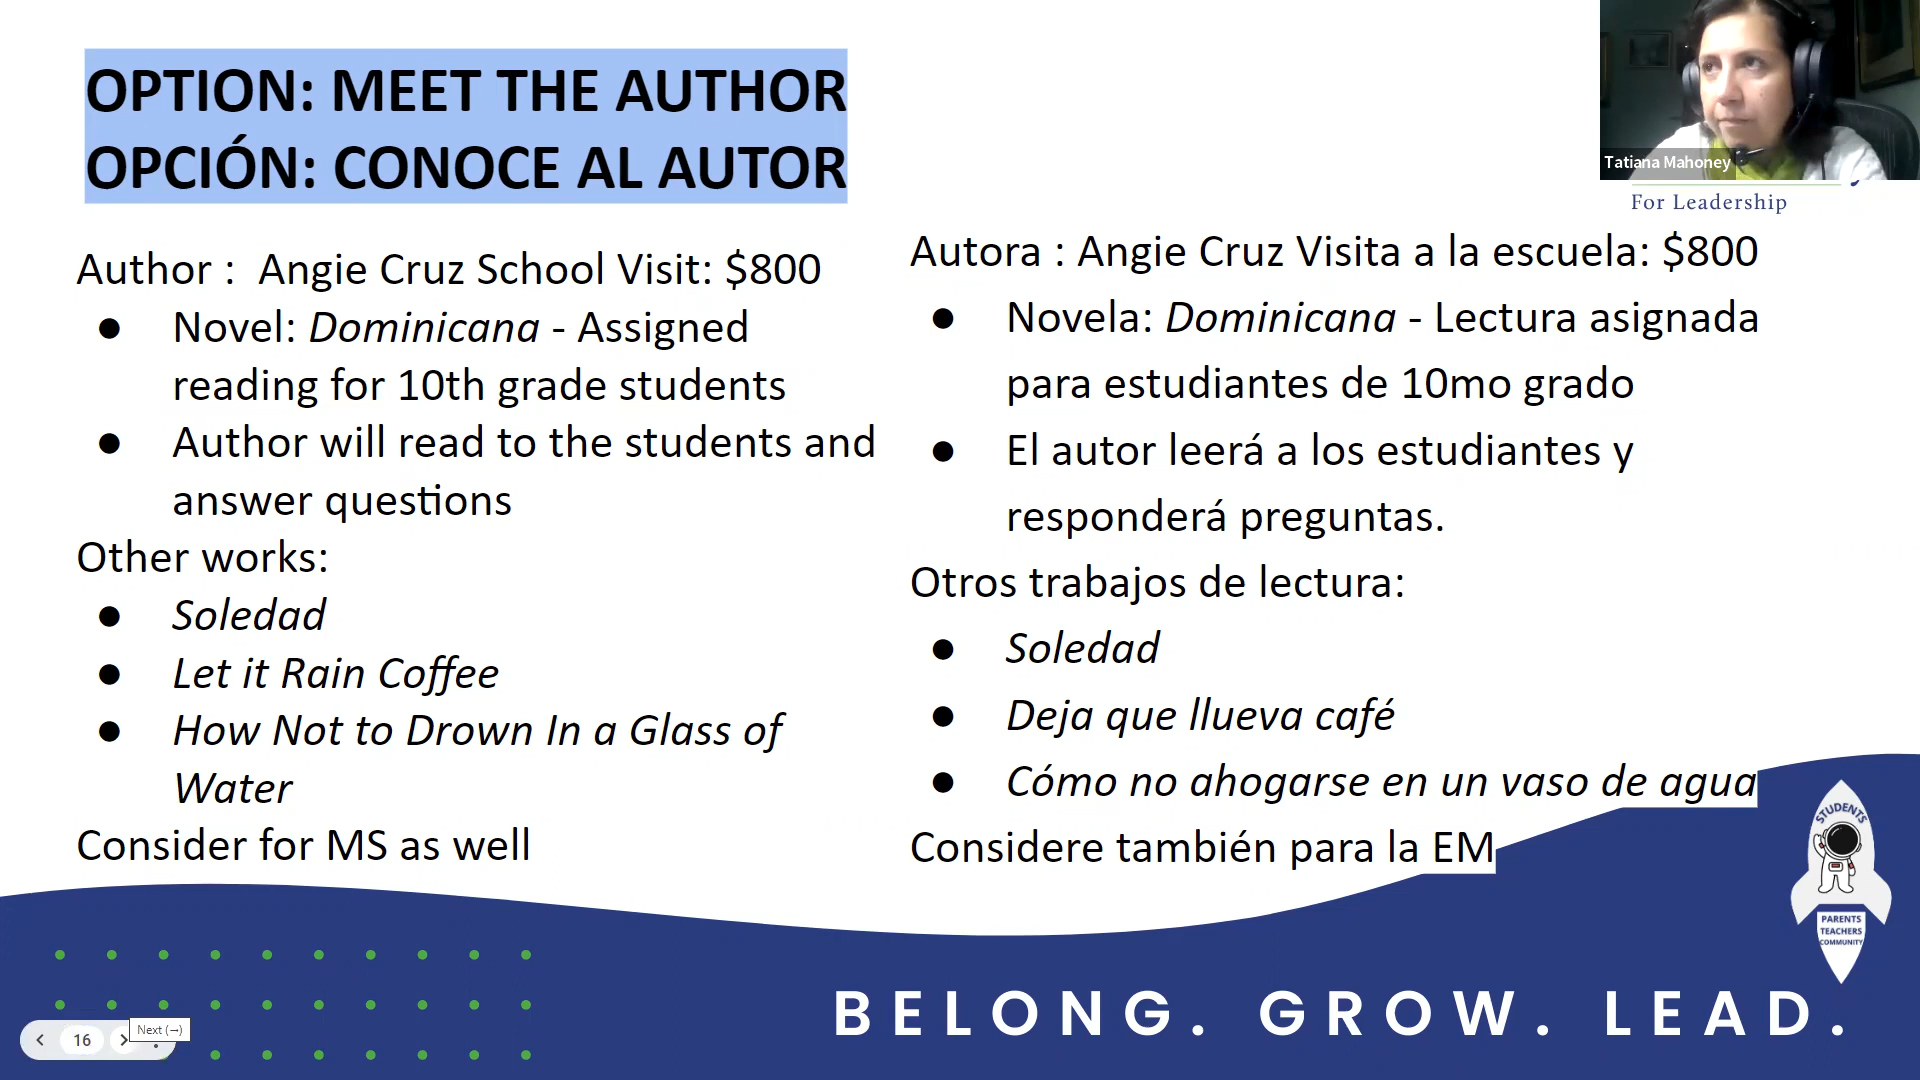 OPTION: MEET THE AUTHOR
OPCIÓN: CONOCE AL AUTOR
Tatiana Mahoney
For Leadership
Author :  Angie Cruz School Visit: $800
● Novel: Dominicana - Assigned
reading for 10th grade students
● Author will read to the students and
answer questions
Other works:
● Soledad
● Let it Rain Coffee
● How Not to Drown In a Glass of
Water
Consider for MS as well
Autora : Angie Cruz Visita a la escuela: $800
● Novela: Dominicana - Lectura asignada
para estudiantes de 10mo grado
● El autor leerá a los estudiantes y
responderá preguntas.
Otros trabajos de lectura:
● Soledad
● Deja que llueva café
● Cómo no ahogarse en un vaso de agua
Considere también para la EM
STUDENTS
PARENTS
TEACHERS
COMMUNITY
BELONG. GROW. LEAD.
16
Next (→)